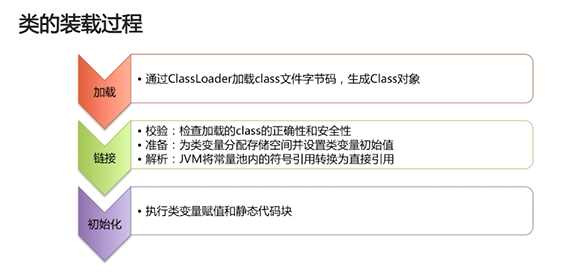 类的装载过程
加载
• 通过ClassLoader加载class文件字节码，生成Class对象
链接
• 校验：检查加载的class的正确性和安全性
• 准备：为类变量分配存储空间并设置类变量初始值
• 解析：JVM将常量池内的符号引用转换为直接引用
初始化
• 执行类变量赋值和静态代码块